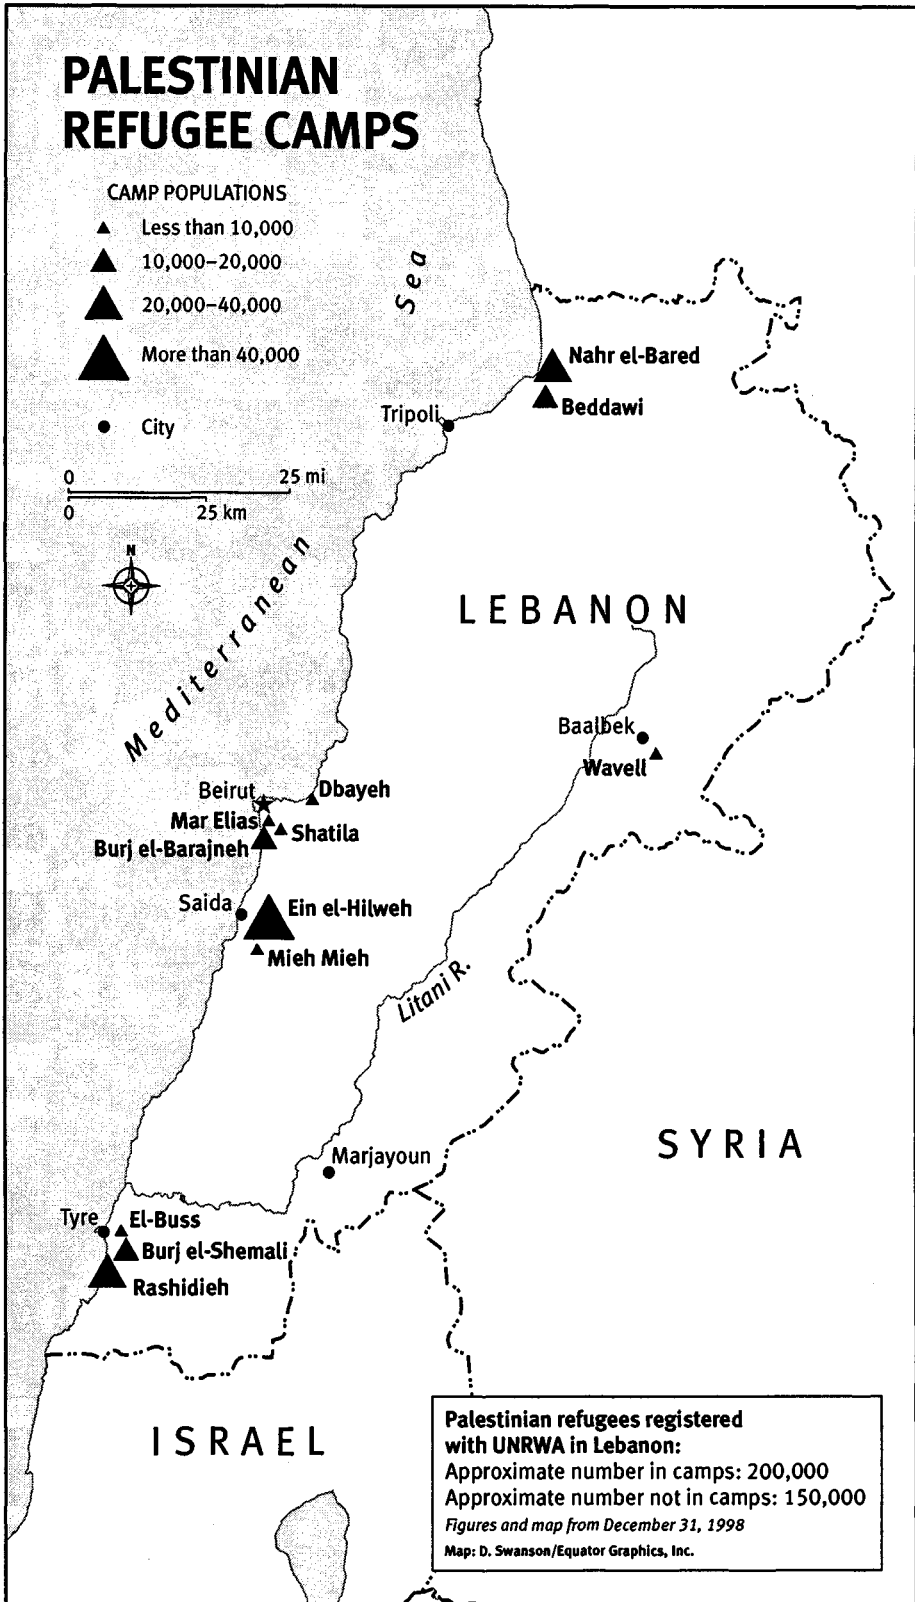 PALESTINIAN
REFUGEE CAMPS
CAMP POPULATIONS
Less than 10,000
10,000–20,000
20,000–40,000
More than 40,000
City
0 25 mi
0 25 km
N
Mediterranean
Sea
Nahr el-Bared
Beddawi
Tripoli
LEBANON
Baalbek
Wavell
Beirut
Dbayeh
Mar Elias
Shatila
Burj el-Barajneh
Saida
Ein el-Hilweh
Mieh Mieh
Litani R.
SYRIA
Marjayoun
Tyre
El-Buss
Burj el-Shemali
Rashidieh
ISRAEL
Palestinian refugees registered
with UNRWA in Lebanon:
Approximate number in camps: 200,000
Approximate number not in camps: 150,000
Figures and map from December 31, 1998
Map: D. Swanson/Equator Graphics, Inc.